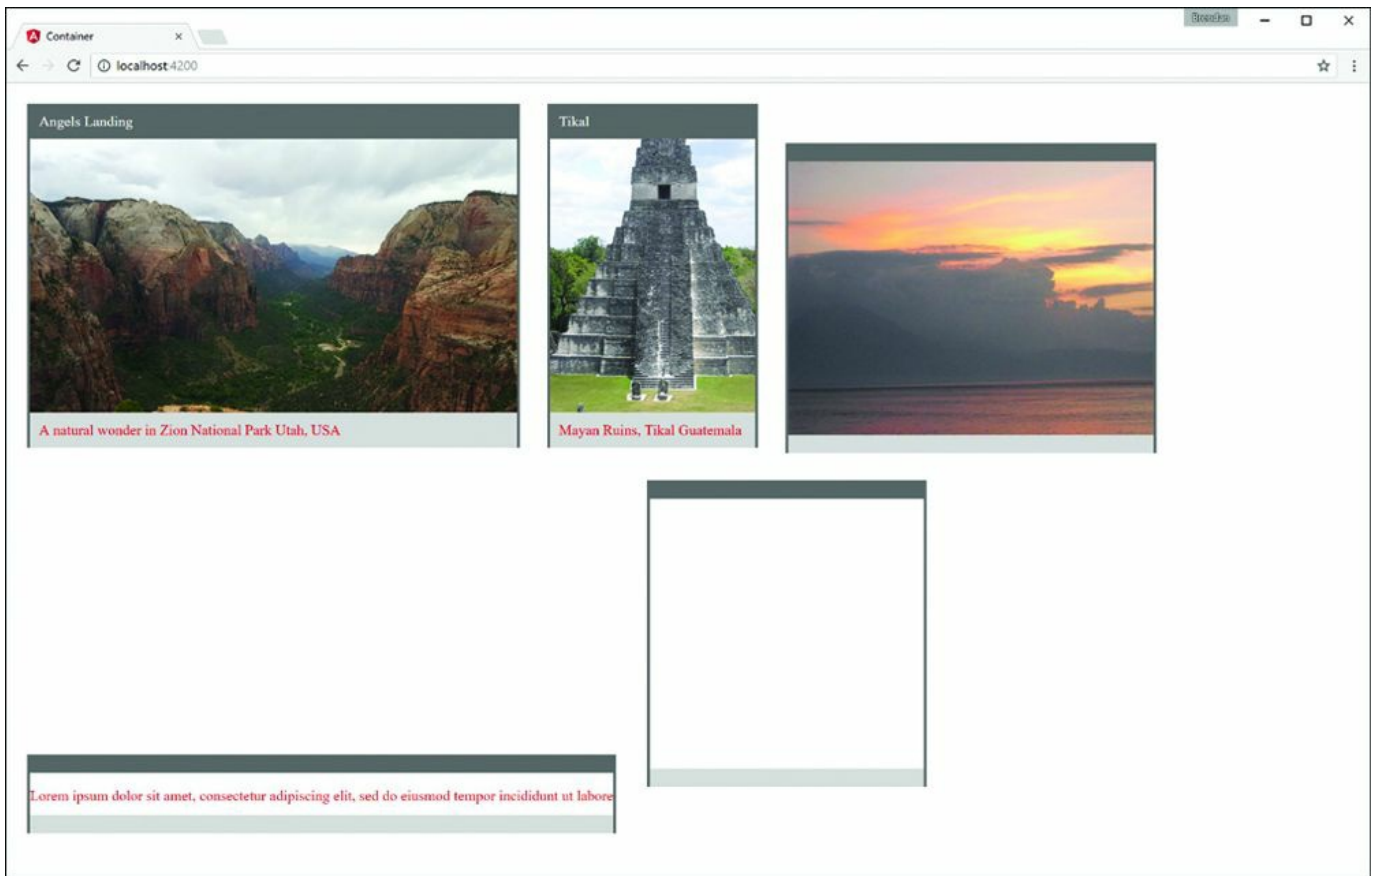 Brendan
Container
localhost:4200
Angels Landing
Tikal
A natural wonder in Zion National Park Utah, USA
Mayan Ruins, Tikal Guatemala
Lorem ipsum dolor sit amet, consectetur adipiscing elit, sed do eiusmod tempor incididunt ut labore